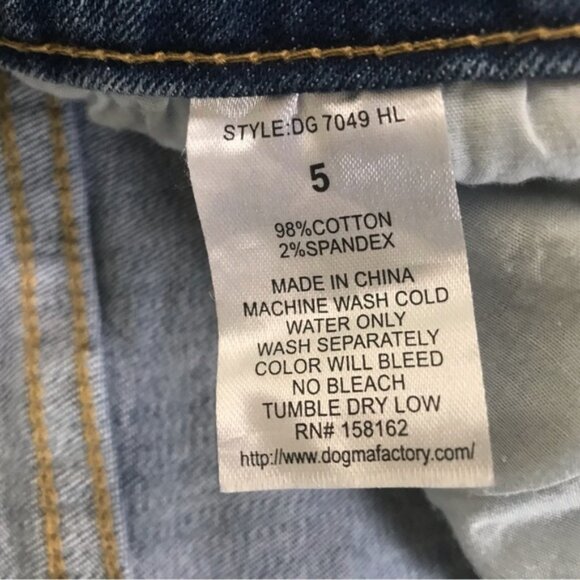 STYLE:DG 7049 HL
5
98%COTTON
2%SPANDEX
MADE IN CHINA
MACHINE WASH COLD
WATER ONLY
WASH SEPARATELY
COLOR WILL BLEED
NO BLEACH
TUMBLE DRY LOW
RN# 158162
http://www.dogmafactory.com/